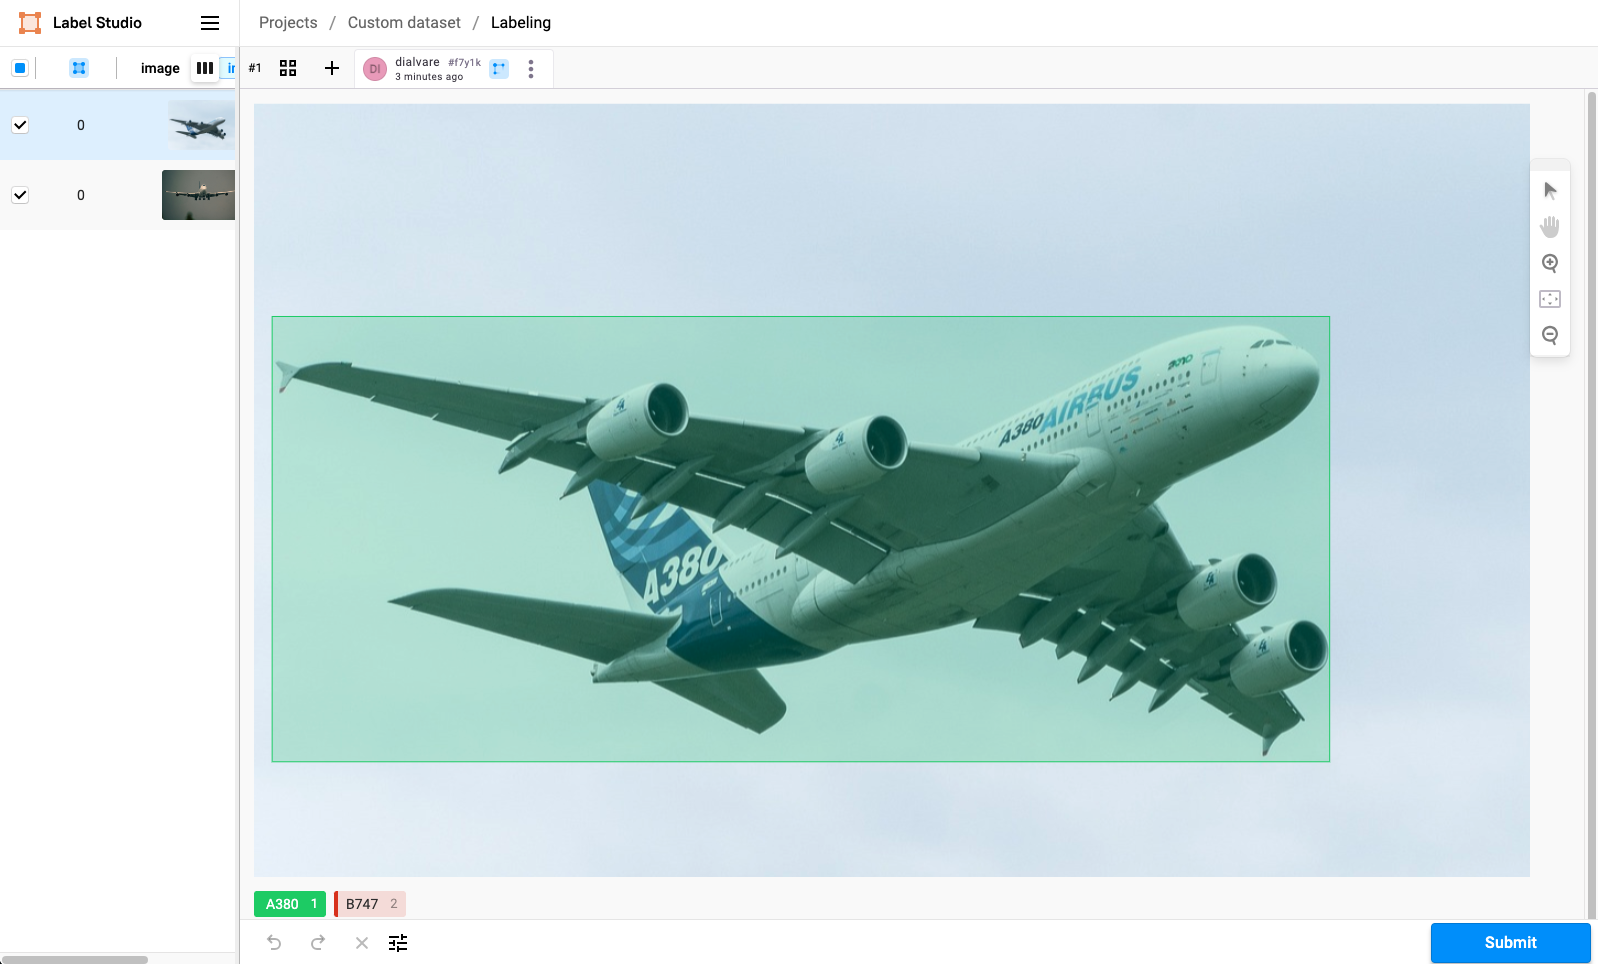 Label Studio
Projects / Custom dataset / Labeling
image
#1
DI
dialvare #f7y1k
3 minutes ago
0
0
A380 AIRBUS
A380
A380 1
B747 2
Submit